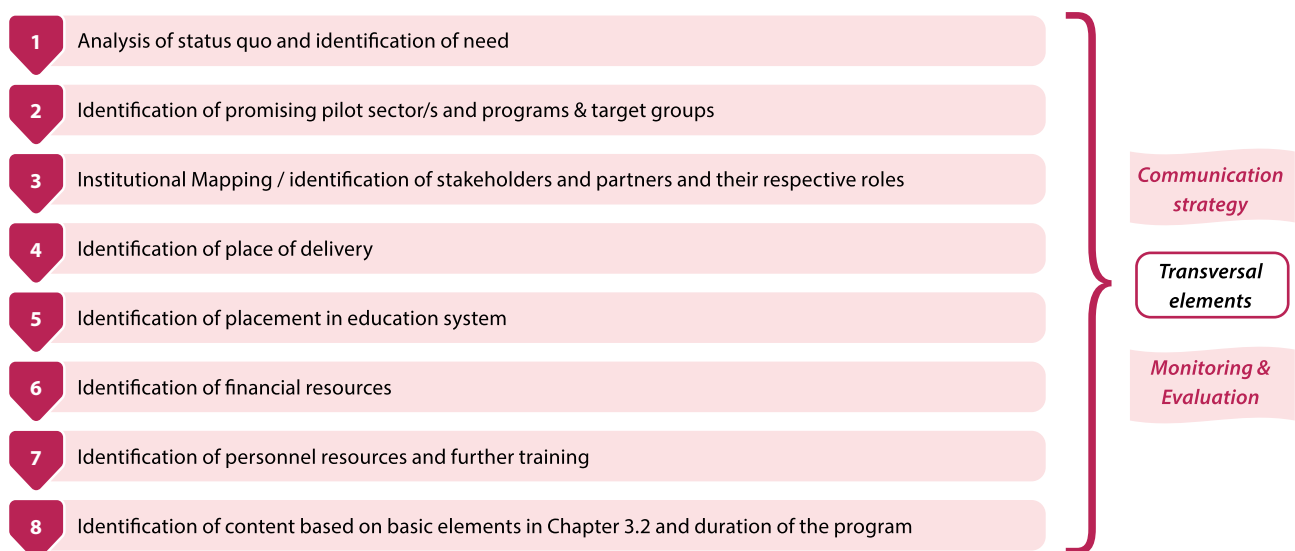 1 Analysis of status quo and identification of need
2 Identification of promising pilot sector/s and programs & target groups
3 Institutional Mapping / identification of stakeholders and partners and their respective roles
4 Identification of place of delivery
5 Identification of placement in education system
6 Identification of financial resources
7 Identification of personnel resources and further training
8 Identification of content based on basic elements in Chapter 3.2 and duration of the program
Communication
strategy
Transversal
elements
Monitoring &
Evaluation